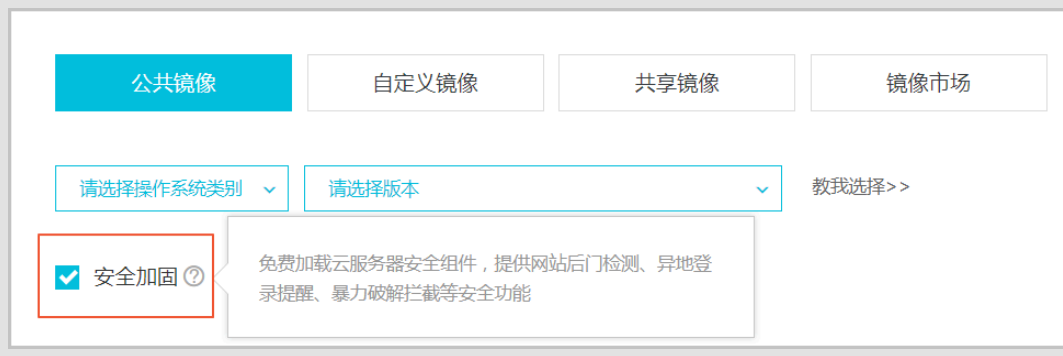 公共镜像 自定义镜像 共享镜像 镜像市场
请选择操作系统类别 请选择版本 教我选择>>
安全加固 ?
免费加载云服务器安全组件，提供网站后门检测、异地登
录提醒、暴力破解拦截等安全功能